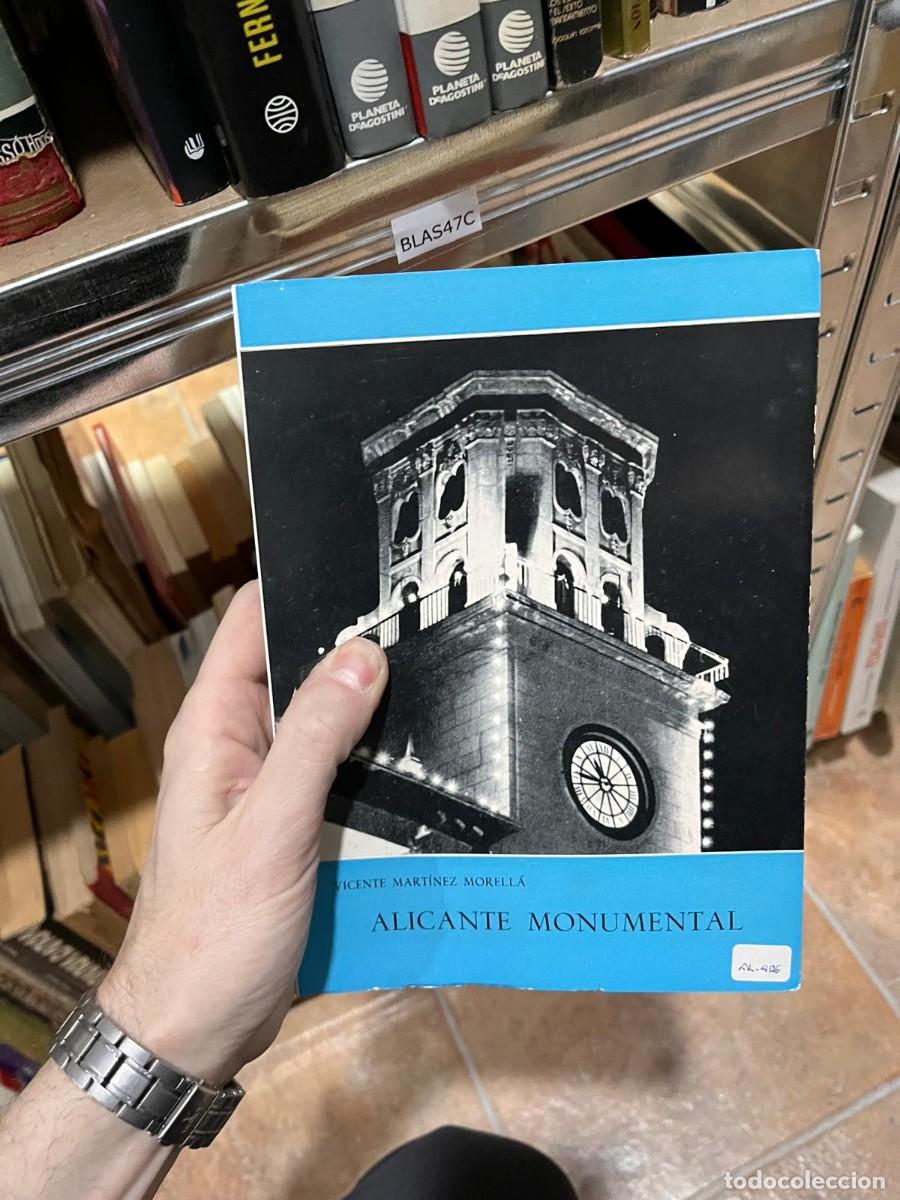 FERN
PLANETA
DEAGOSTINI
PLANETA
DEAGOSTINI
PLANETA
DEAGOSTINI
BLAS47C
VICENTE MARTÍNEZ MORELLÁ
ALICANTE MONUMENTAL
todocoleccion